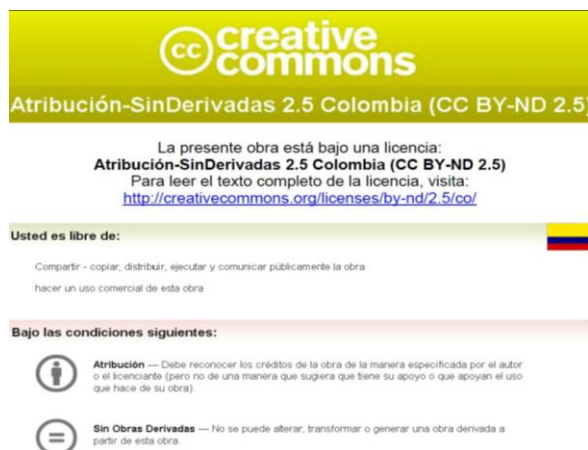 cc creative
commons
Atribución-SinDerivadas 2.5 Colombia (CC BY-ND 2.5)
La presente obra está bajo una licencia:
Atribución-SinDerivadas 2.5 Colombia (CC BY-ND 2.5)
Para leer el texto completo de la licencia, visita:
http://creativecommons.org/licenses/by-nd/2.5/co/
Usted es libre de:
Compartir - copiar, distribuir, ejecutar y comunicar públicamente la obra
hacer un uso comercial de esta obra
Bajo las condiciones siguientes:
Atribución — Debe reconocer los créditos de la obra de la manera especificada por el autor
o el licenciante (pero no de una manera que sugiera que tiene su apoyo o que apoyan el uso
que hace de su obra).
Sin Obras Derivadas — No se puede alterar, transformar o generar una obra derivada a
partir de esta obra.